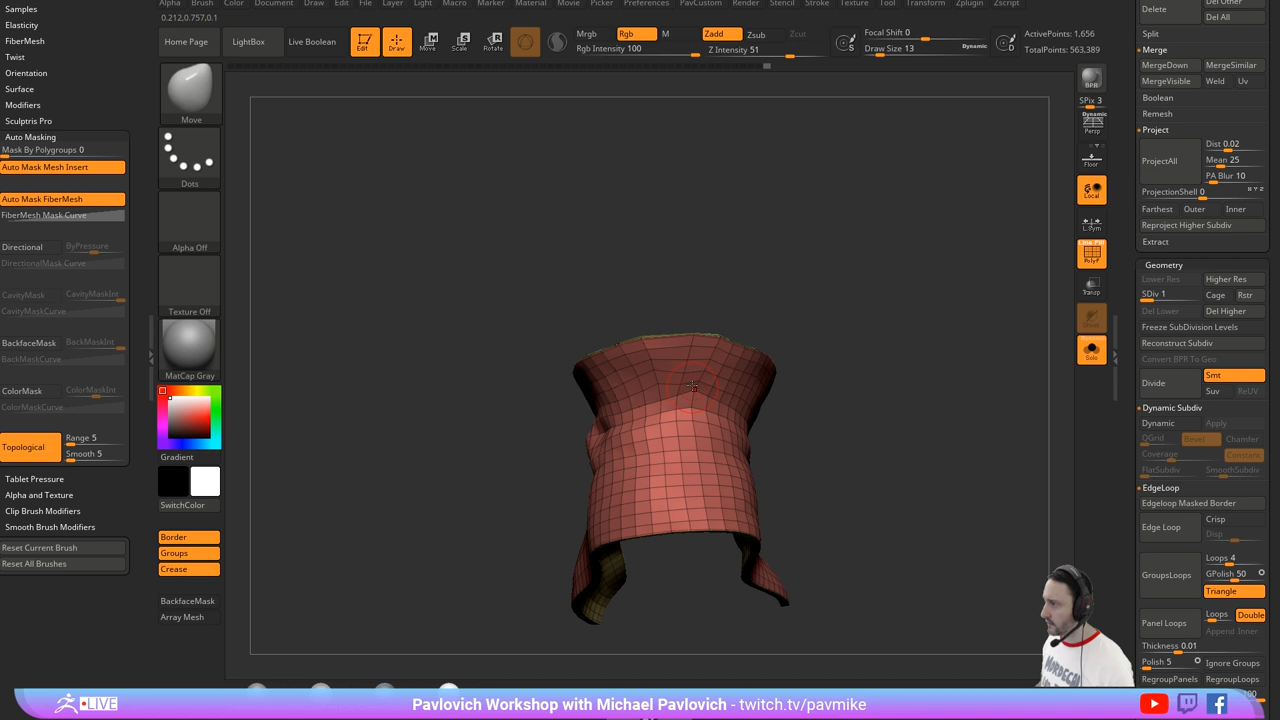 Alpha Brush Color Document Draw Edit File Layer Light Macro Marker Material Movie Picker Preferences PavCustom Render Stencil Stroke Texture Tool Transform Zplugin Zscript
0.212,0.757,0.1
Home Page
LightBox
Live Boolean
Edit
Draw
Move
Scale
Rotate
Mrgb
Rgb
M
Rgb Intensity 100
Zadd
Zsub
Zcut
Z Intensity 51
S
Focal Shift 0
Draw Size 13
Dynamic
D
ActivePoints: 1,656
TotalPoints: 563,389
Samples
Elasticity
FiberMesh
Twist
Orientation
Surface
Modifiers
Sculptris Pro
Auto Masking
Mask By Polygroups 0
Auto Mask Mesh Insert
Auto Mask FiberMesh
FiberMesh Mask Curve
Directional
ByPressure
DirectionalMask Curve
CavityMask
CavityMaskInt
CavityMaskCurve
BackfaceMask
BackMaskInt
BackMaskCurve
ColorMask
ColorMaskInt
ColorMaskCurve
Topological
Range 5
Smooth 5
Tablet Pressure
Alpha and Texture
Clip Brush Modifiers
Smooth Brush Modifiers
Reset Current Brush
Reset All Brushes
Move
Dots
Alpha Off
Texture Off
MatCap Gray
Gradient
SwitchColor
Border
Groups
Crease
BackfaceMask
Array Mesh
BPR
SPix 3
Dynamic
Persp
Floor
Local
L.Sym
Line Fill
Polyf
Transp
Solo
Delete
Del Other
Del All
Split
Merge
MergeDown
MergeSimilar
MergeVisible
Weld
Uv
Boolean
Remesh
Project
ProjectAll
Dist 0.02
Mean 25
PA Blur 10
ProjectionShell 0
Farthest
Outer
Inner
Reproject Higher Subdiv
Extract
Geometry
Lower Res
Higher Res
SDiv 1
Cage
Rstr
Del Lower
Del Higher
Freeze SubDivision Levels
Reconstruct Subdiv
Convert BPR To Geo
Divide
Smt
Suv
ReUV
Dynamic Subdiv
Dynamic
Apply
QGrid
Bevel
Chamfer
Coverage
Constant
FlatSubdiv
SmoothSubdiv
EdgeLoop
Edgeloop Masked Border
Edge Loop
Crisp
Disp
GroupsLoops
Loops 4
GPolish 50
Triangle
Panel Loops
Loops
Double
Append
Inner
Thickness 0.01
Polish 5
Ignore Groups
RegroupPanels
RegroupLoops
LIVE
Pavlovich Workshop with Michael Pavlovich - twitch.tv/pavmike